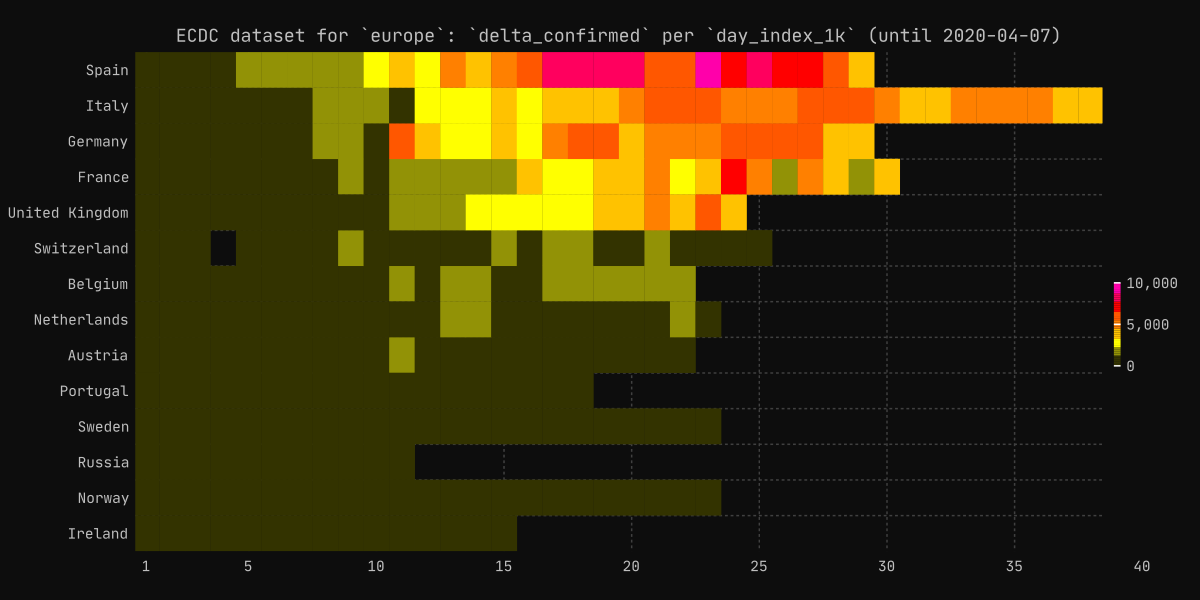 ECDC dataset for `europe`: `delta_confirmed` per `day_index_1k` (until 2020-04-07)
Spain
Italy
Germany
France
United Kingdom
Switzerland
Belgium
Netherlands
Austria
Portugal
Sweden
Russia
Norway
Ireland
10,000
5,000
0
1 5 10 15 20 25 30 35 40